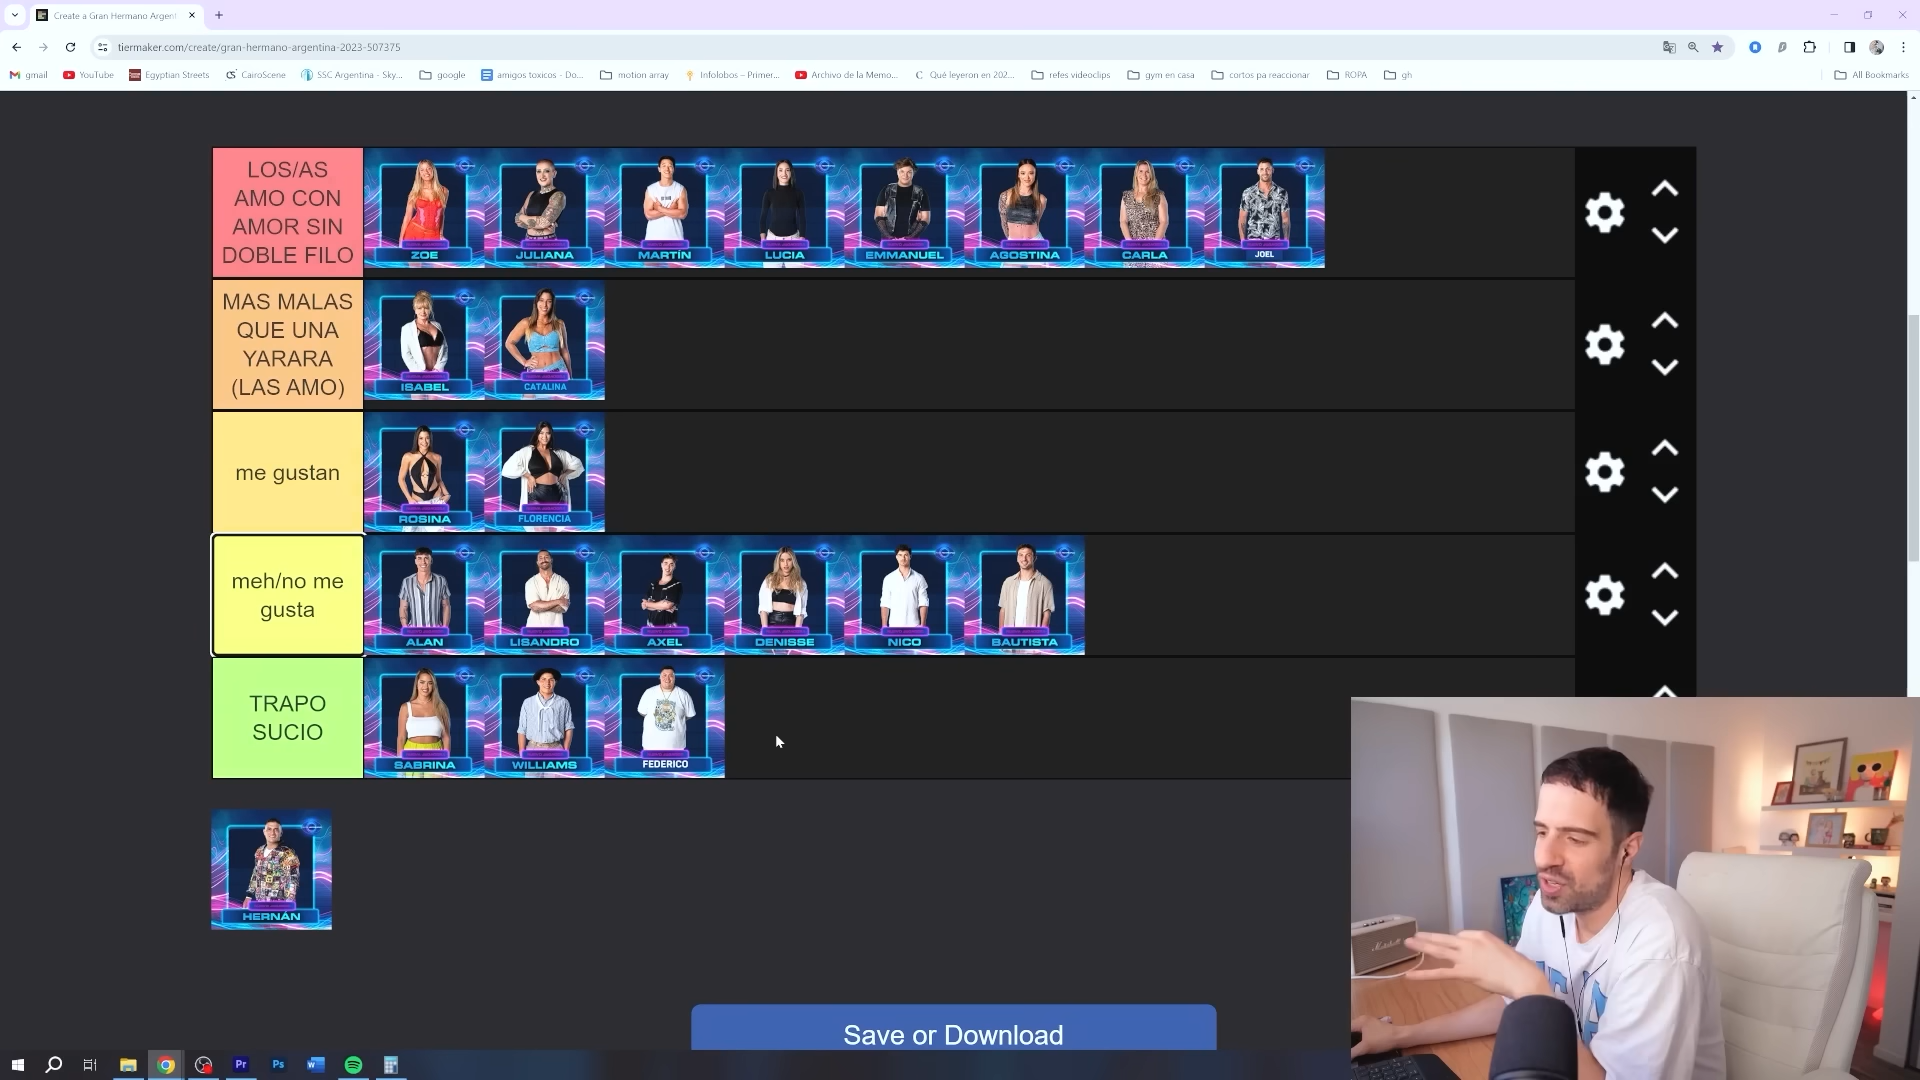 Create a Gran Hermano Argent
tiermaker.com/create/gran-hermano-argentina-2023-507375
gmail
YouTube
Egyptian Streets
CairoScene
SSC Argentina - Sky...
google
amigos toxicos - Do...
motion array
Infolobos – Primer...
Archivo de la Memo...
Qué leyeron en 202...
refes videoclips
gym en casa
cortos pa reaccionar
ROPA
gh
All Bookmarks
LOS/AS
AMO CON
AMOR SIN
DOBLE FILO
ZOE
JULIANA
MARTÍN
LUCIA
EMMANUEL
AGOSTINA
CARLA
JOEL
MAS MALAS
QUE UNA
YARARA
(LAS AMO)
ISABEL
CATALINA
me gustan
ROSINA
FLORENCIA
meh/no me
gusta
ALAN
LISANDRO
AXEL
DENISSE
NICO
BAUTISTA
TRAPO
SUCIO
SABRINA
WILLIAMS
FEDERICO
HERNÁN
Save or Download
Marshall
Pr
Ps